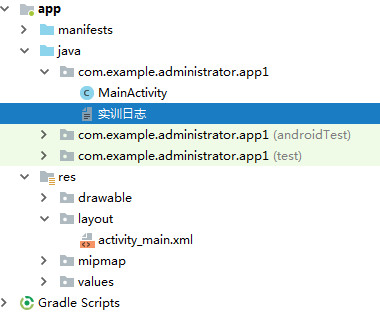 app
manifests
java
com.example.administrator.app1
MainActivity
实训日志
com.example.administrator.app1 (androidTest)
com.example.administrator.app1 (test)
res
drawable
layout
activity_main.xml
mipmap
values
Gradle Scripts